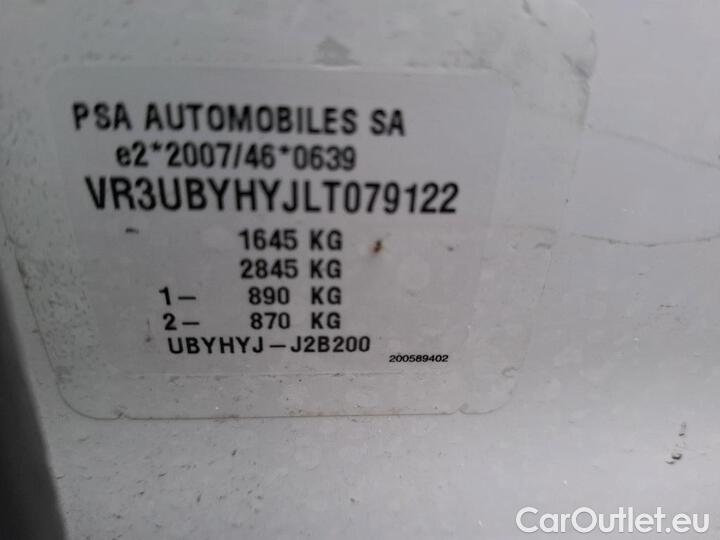 PSA AUTOMOBILES SA
e2*2007/46*0639
VR3UBYHYJLT079122
1645 KG
2845 KG
1- 890 KG
2- 870 KG
UBYHYJ-J2B200
200589402
CarOutlet.eu